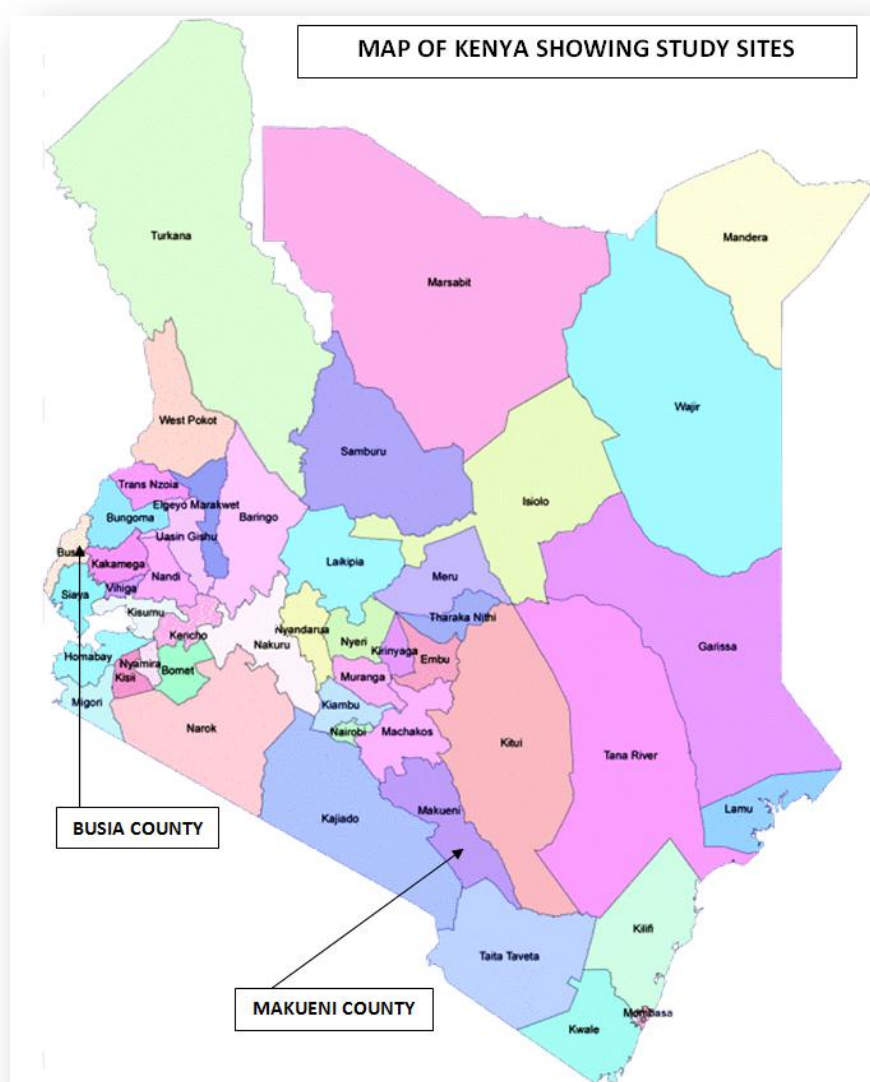 MAP OF KENYA SHOWING STUDY SITES
Turkana
Mandera
Marsabit
Wajir
West Pokot
Samburu
Trans Nzoia
Isiolo
Elgeyo Marakwet
Bungoma
Baringo
Uasin Gishu
Busia
Kakamega
Laikipia
Nandi
Meru
Vihiga
Siaya
Kisumu
Tharaka Nithi
Kericho
Nyandarua
Nyeri
Nakuru
Garissa
Kirinyaga
Embu
Homabay
Nyamira
Bomet
Muranga
Kisii
Migori
Kiambu
Narok
Nairobi
Machakos
Kitui
Tana River
Lamu
Makueni
Kajiado
BUSIA COUNTY
Kilifi
Taita Taveta
MAKUENI COUNTY
Mombasa
Kwale